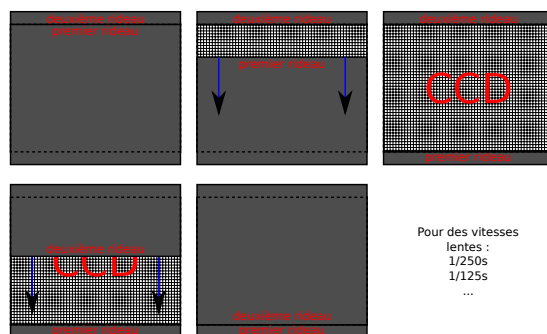 deuxième rideau
premier rideau
deuxième rideau
premier rideau
deuxième rideau
CCD
premier rideau
deuxième rideau
CCD
premier rideau
deuxième rideau
premier rideau
Pour des vitesses
lentes :
1/250s
1/125s
...